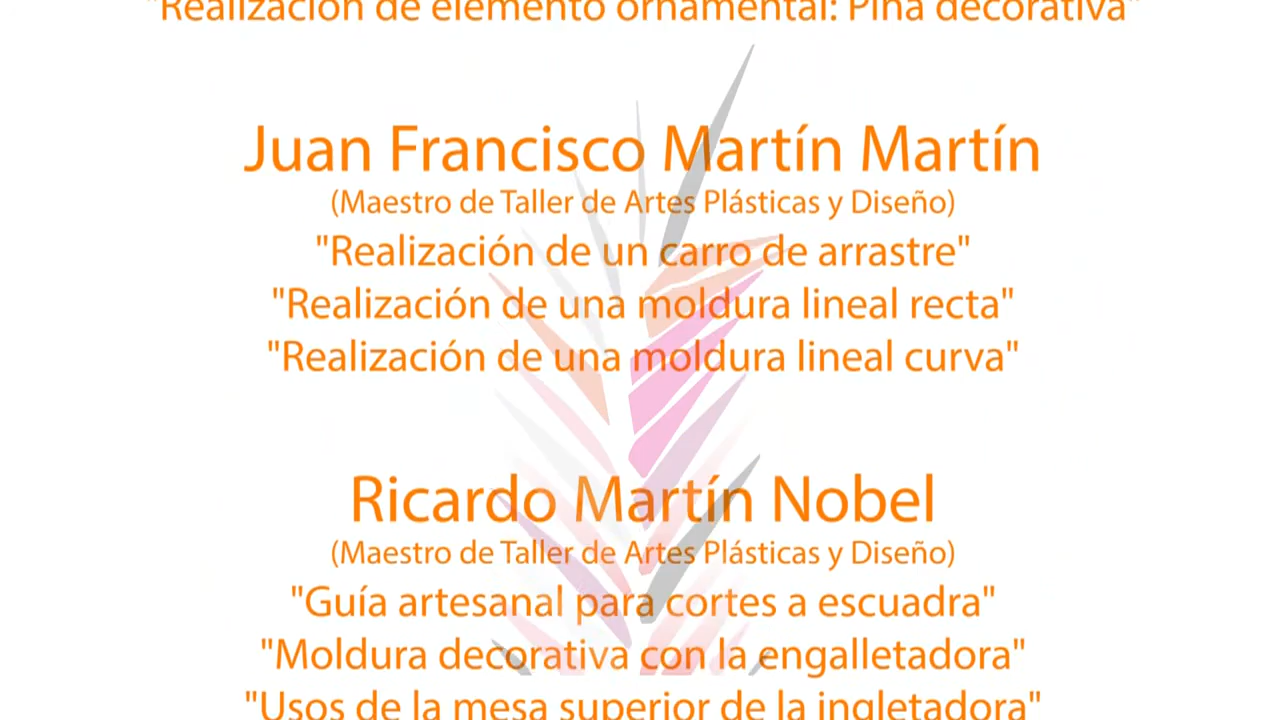 "Realización de elemento ornamental: Piña decorativa"
Juan Francisco Martín Martín
(Maestro de Taller de Artes Plásticas y Diseño)
"Realización de un carro de arrastre"
"Realización de una moldura lineal recta"
"Realización de una moldura lineal curva"
Ricardo Martín Nobel
(Maestro de Taller de Artes Plásticas y Diseño)
"Guía artesanal para cortes a escuadra"
"Moldura decorativa con la engalletadora"
"Usos de la mesa superior de la ingletadora"